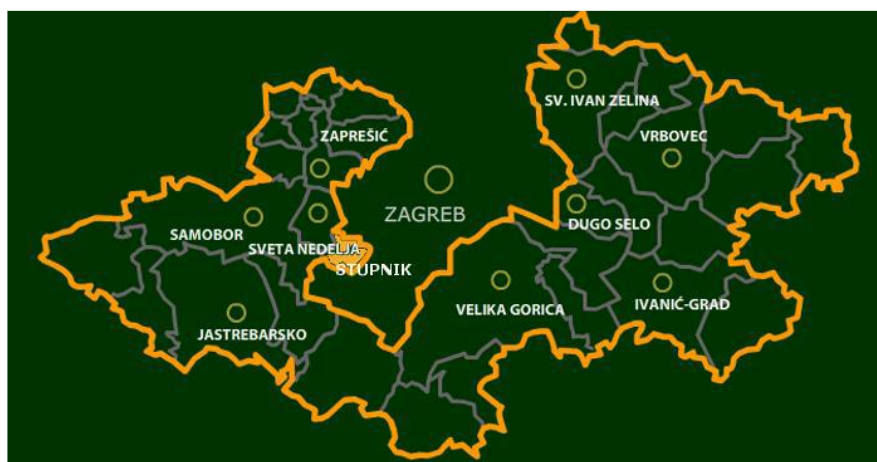 SV. IVAN ZELINA
ZAPREŠIĆ
VRBOVEC
ZAGREB
DUGO SELO
SAMOBOR
SVETA NEDELJA
STUPNIK
VELIKA GORICA
IVANIĆ-GRAD
JASTREBARSKO